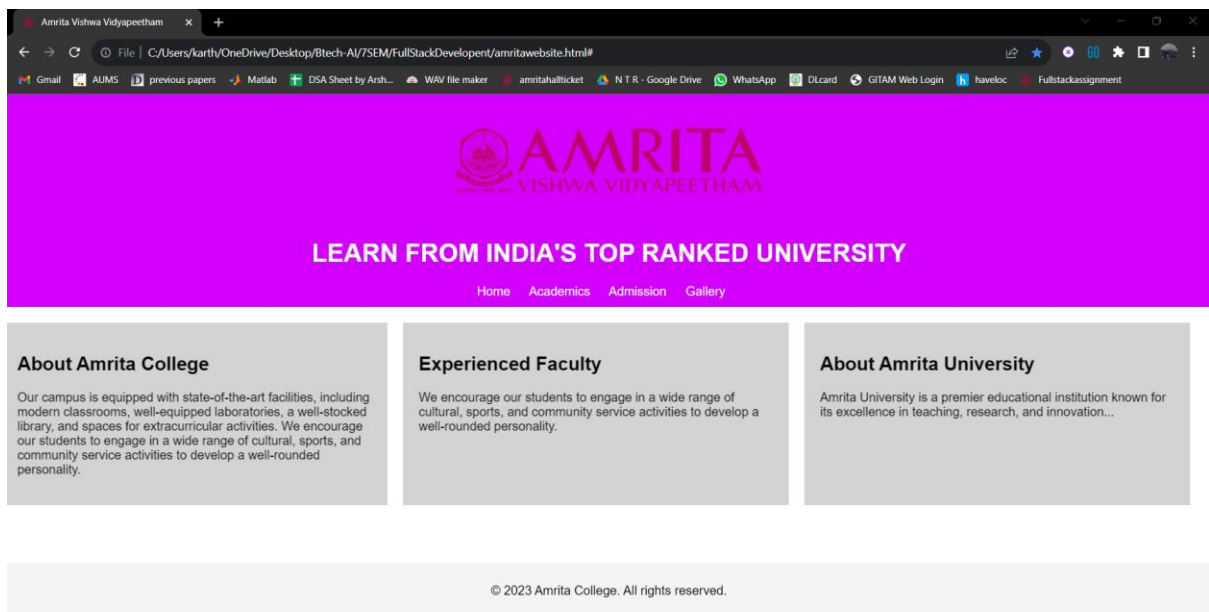 Amrita Vishwa Vidyapeetham
File | C:/Users/karth/OneDrive/Desktop/Btech-AI/7SEM/FullStackDevelopent/amritawebsite.html#
Gmail AUMS previous papers Matlab DSA Sheet by Arsh... WAV file maker amritahallticket N T R - Google Drive WhatsApp DLcard GITAM Web Login haveloc Fullstackassignment
AMRITA
VISHWA VIDYAPEETHAM
LEARN FROM INDIA'S TOP RANKED UNIVERSITY
Home Academics Admission Gallery
About Amrita College
Our campus is equipped with state-of-the-art facilities, including
modern classrooms, well-equipped laboratories, a well-stocked
library, and spaces for extracurricular activities. We encourage
our students to engage in a wide range of cultural, sports, and
community service activities to develop a well-rounded
personality.
Experienced Faculty
We encourage our students to engage in a wide range of
cultural, sports, and community service activities to develop a
well-rounded personality.
About Amrita University
Amrita University is a premier educational institution known for
its excellence in teaching, research, and innovation...
© 2023 Amrita College. All rights reserved.